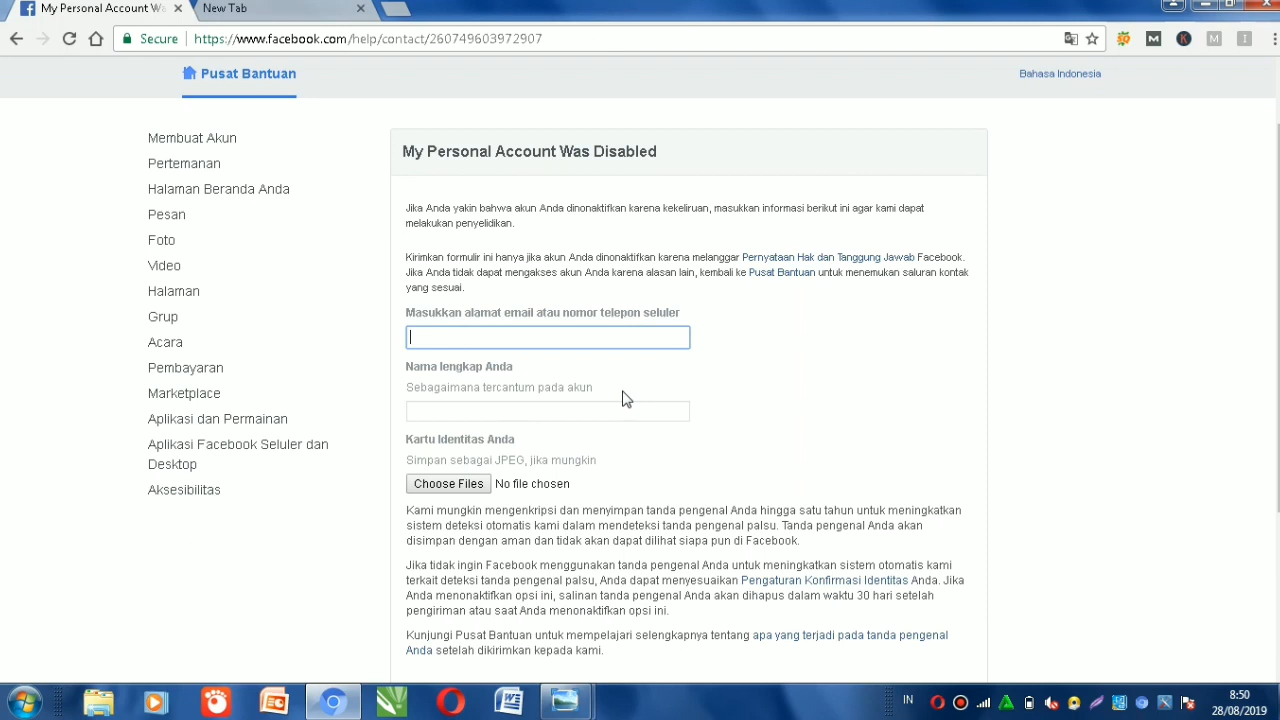 My Personal Account Wa
New Tab
Secure
https://www.facebook.com/help/contact/260749603972907
Pusat Bantuan
Bahasa Indonesia
Membuat Akun
Pertemanan
Halaman Beranda Anda
Pesan
Foto
Video
Halaman
Grup
Acara
Pembayaran
Marketplace
Aplikasi dan Permainan
Aplikasi Facebook Seluler dan
Desktop
Aksesibilitas
My Personal Account Was Disabled
Jika Anda yakin bahwa akun Anda dinonaktifkan karena kekeliruan, masukkan informasi berikut ini agar kami dapat
melakukan penyelidikan.
Kirimkan formulir ini hanya jika akun Anda dinonaktifkan karena melanggar Pernyataan Hak dan Tanggung Jawab Facebook.
Jika Anda tidak dapat mengakses akun Anda karena alasan lain, kembali ke Pusat Bantuan untuk menemukan saluran kontak
yang sesuai.
Masukkan alamat email atau nomor telepon seluler
Nama lengkap Anda
Sebagaimana tercantum pada akun
Kartu Identitas Anda
Simpan sebagai JPEG, jika mungkin
Choose Files No file chosen
Kami mungkin mengenkripsi dan menyimpan tanda pengenal Anda hingga satu tahun untuk meningkatkan
sistem deteksi otomatis kami dalam mendeteksi tanda pengenal palsu. Tanda pengenal Anda akan
disimpan dengan aman dan tidak akan dapat dilihat siapa pun di Facebook.
Jika tidak ingin Facebook menggunakan tanda pengenal Anda untuk meningkatkan sistem otomatis kami
terkait deteksi tanda pengenal palsu, Anda dapat menyesuaikan Pengaturan Konfirmasi Identitas Anda. Jika
Anda menonaktifkan opsi ini, salinan tanda pengenal Anda akan dihapus dalam waktu 30 hari setelah
pengiriman atau saat Anda menonaktifkan opsi ini.
Kunjungi Pusat Bantuan untuk mempelajari selengkapnya tentang apa yang terjadi pada tanda pengenal
Anda setelah dikirimkan kepada kami.
IN
8:50
28/08/2019